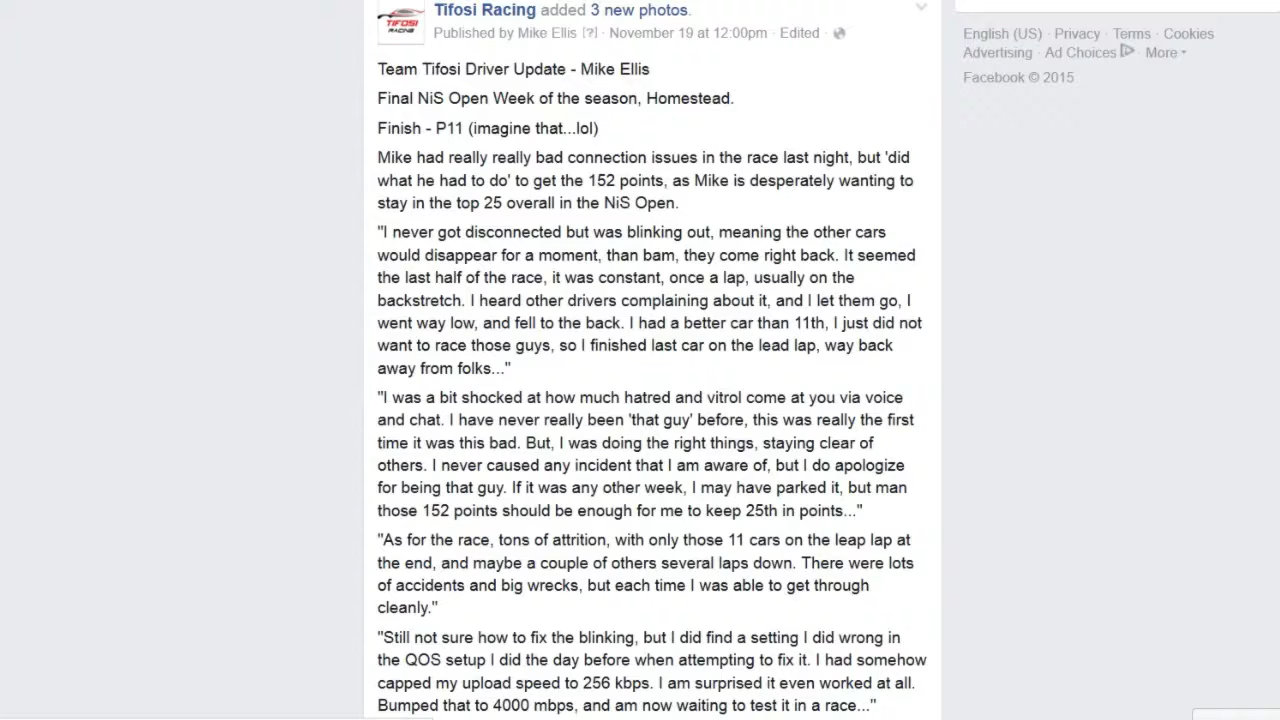 Tifosi Racing added 3 new photos.
TIFOSI
RACING
Published by Mike Ellis [?] · November 19 at 12:00pm · Edited ·
Team Tifosi Driver Update - Mike Ellis
Final NiS Open Week of the season, Homestead.
Finish - P11 (imagine that...lol)
Mike had really really bad connection issues in the race last night, but 'did
what he had to do' to get the 152 points, as Mike is desperately wanting to
stay in the top 25 overall in the NiS Open.
"I never got disconnected but was blinking out, meaning the other cars
would disappear for a moment, than bam, they come right back. It seemed
the last half of the race, it was constant, once a lap, usually on the
backstretch. I heard other drivers complaining about it, and I let them go, I
went way low, and fell to the back. I had a better car than 11th, I just did not
want to race those guys, so I finished last car on the lead lap, way back
away from folks..."
"I was a bit shocked at how much hatred and vitrol come at you via voice
and chat. I have never really been 'that guy' before, this was really the first
time it was this bad. But, I was doing the right things, staying clear of
others. I never caused any incident that I am aware of, but I do apologize
for being that guy. If it was any other week, I may have parked it, but man
those 152 points should be enough for me to keep 25th in points..."
"As for the race, tons of attrition, with only those 11 cars on the leap lap at
the end, and maybe a couple of others several laps down. There were lots
of accidents and big wrecks, but each time I was able to get through
cleanly."
"Still not sure how to fix the blinking, but I did find a setting I did wrong in
the QOS setup I did the day before when attempting to fix it. I had somehow
capped my upload speed to 256 kbps. I am surprised it even worked at all.
Bumped that to 4000 mbps, and am now waiting to test it in a race..."
English (US) · Privacy · Terms · Cookies
Advertising · Ad Choices · More
Facebook © 2015